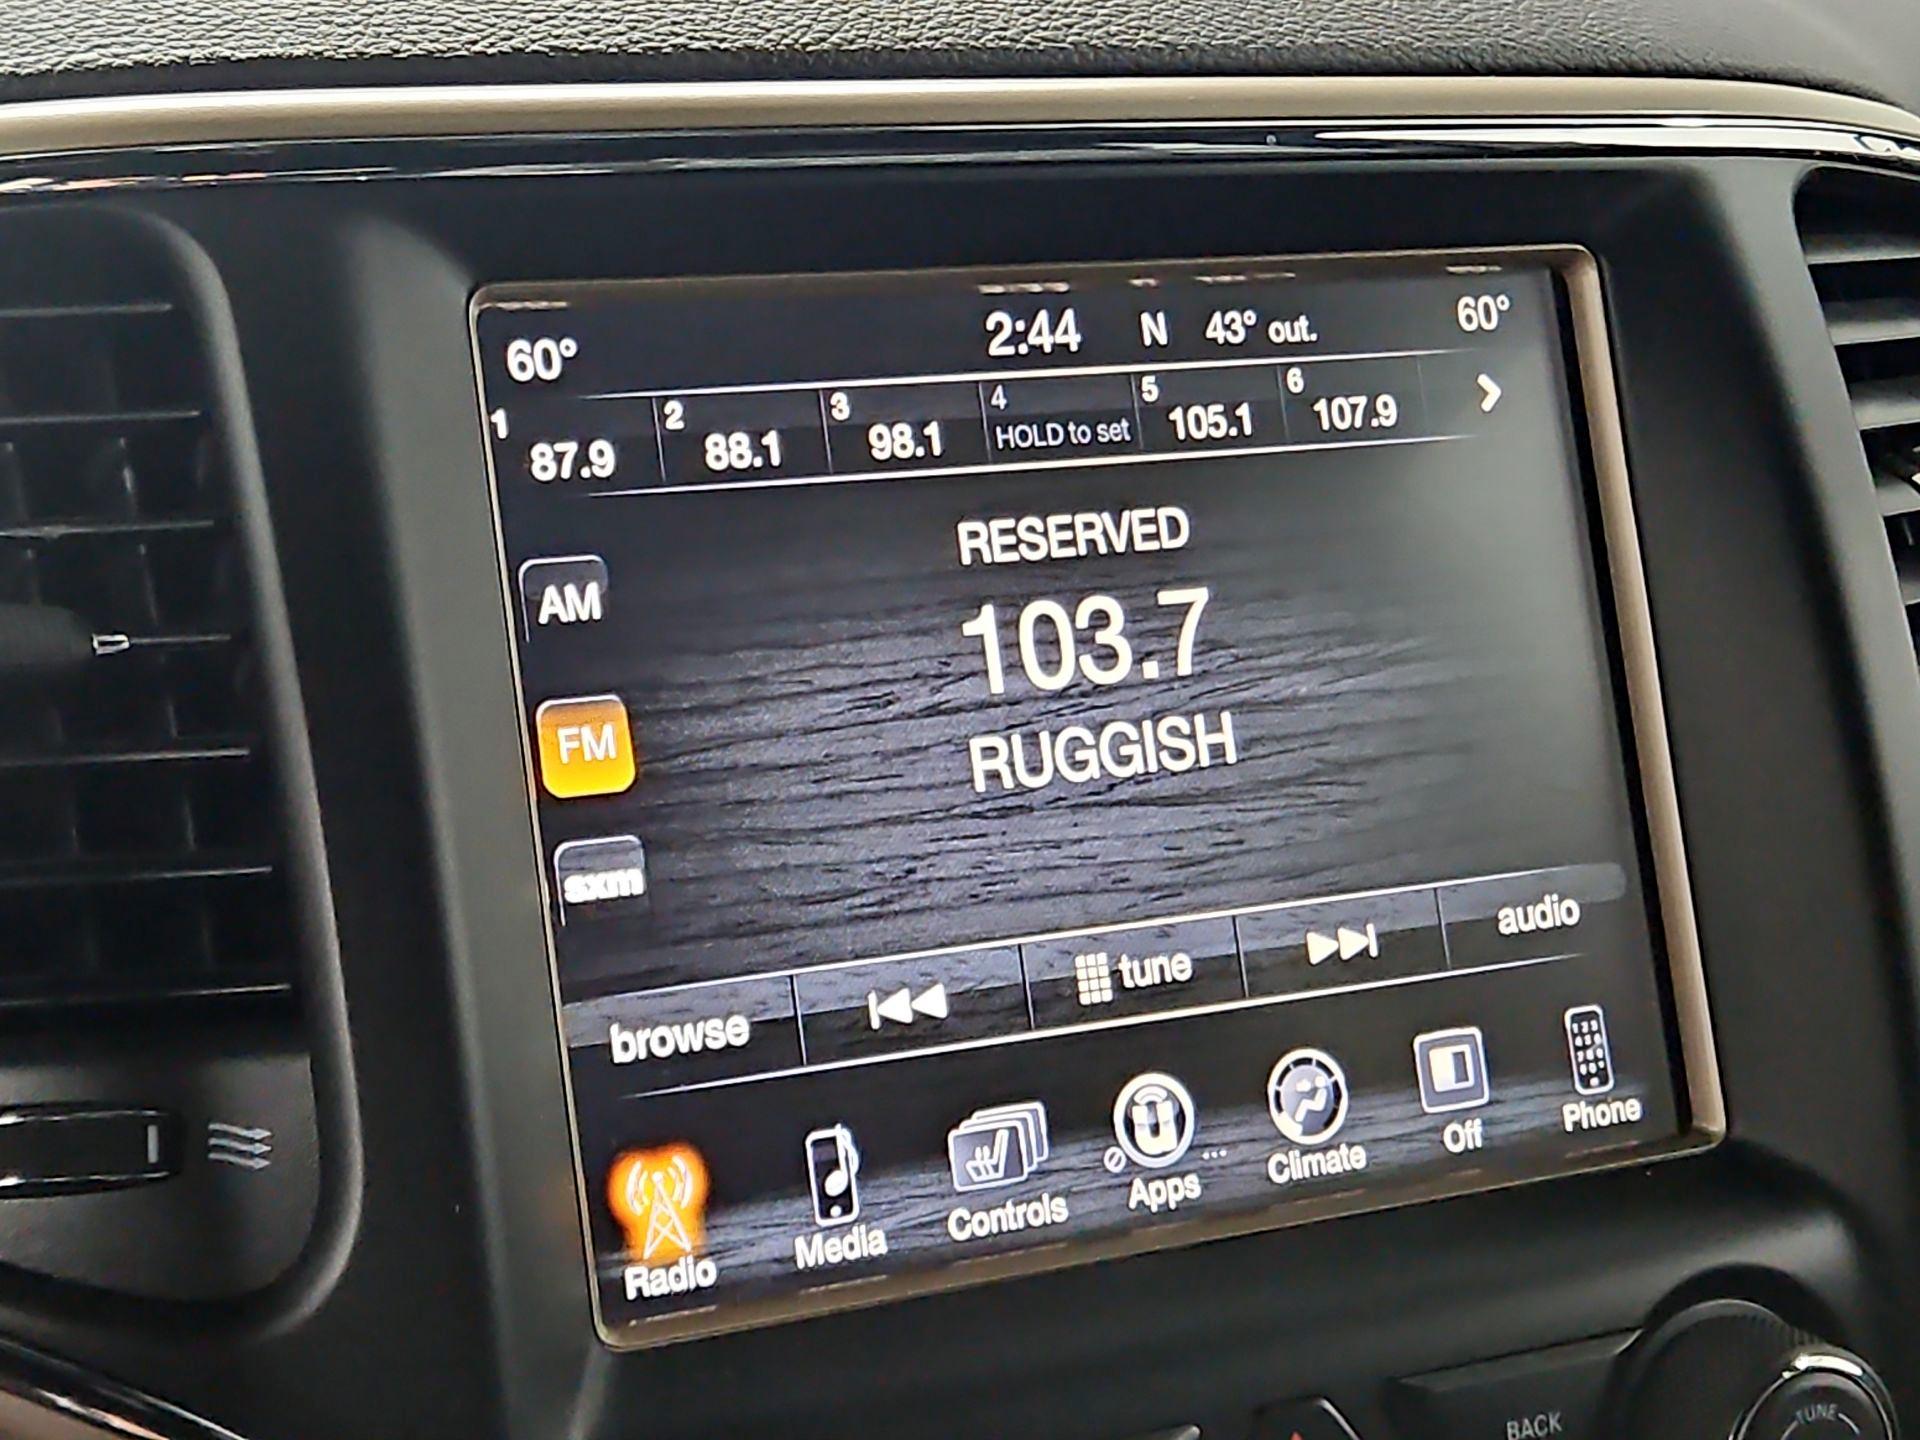 60° 2:44 N 43° out. 60°
1 2 3 4 5 6
87.9 88.1 98.1 HOLD to set 105.1 107.9
RESERVED
AM
103.7
FM
RUGGISH
sxm
browse tune audio
Radio Media Controls Apps Climate Off Phone
BACK
TUNE